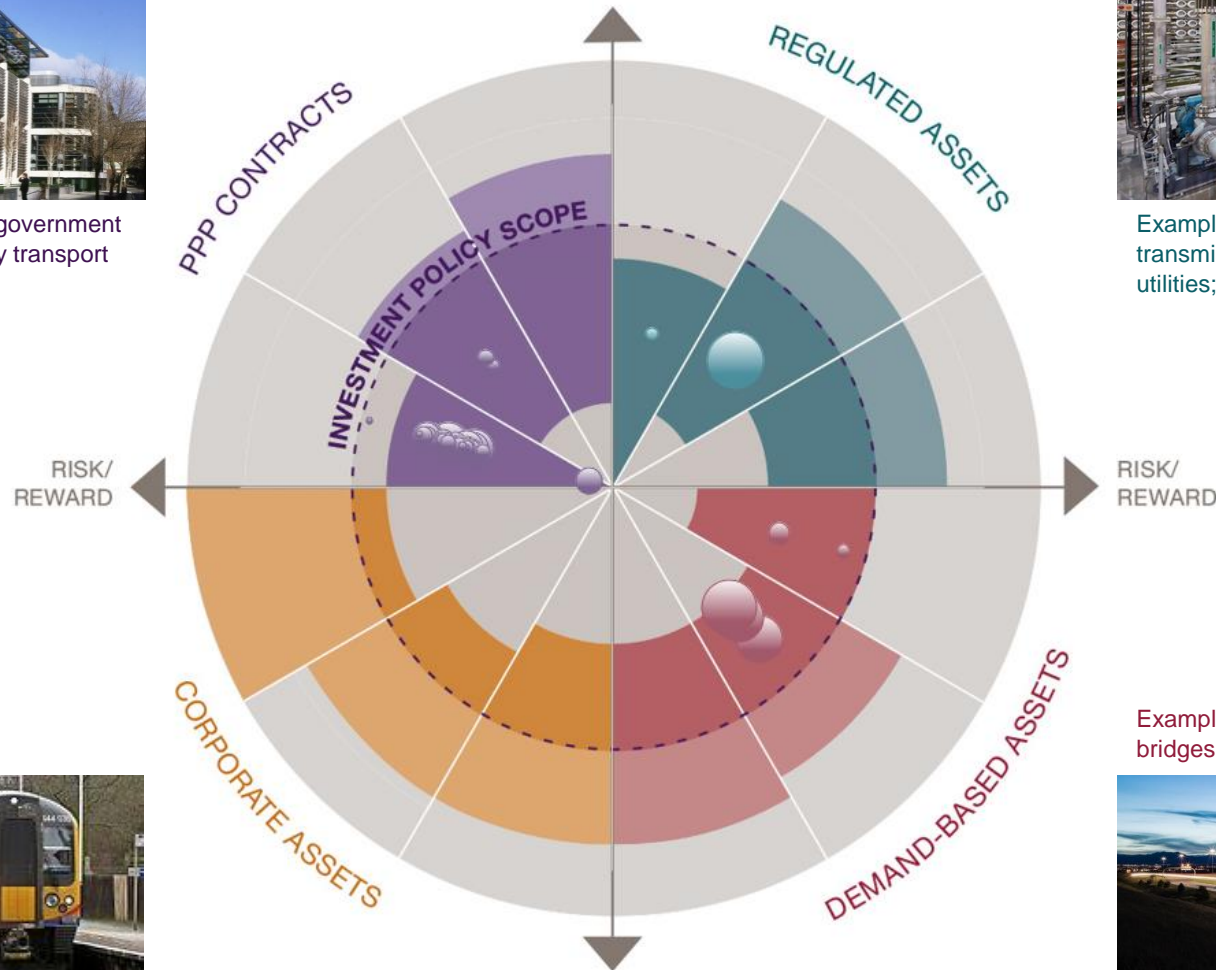 REGULATED ASSETS
PPP CONTRACTS
INVESTMENT POLICY SCOPE
government
transport
Exampl
transmi
utilities;
RISK/
REWARD
RISK/
REWARD
CORPORATE ASSETS
DEMAND-BASED ASSETS
Exampl
bridges